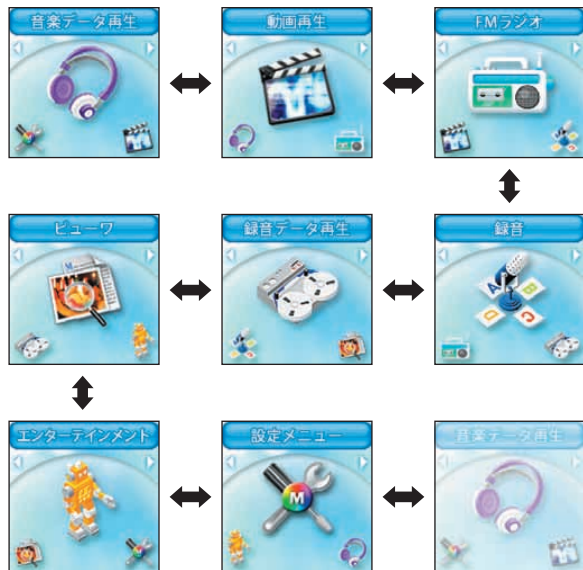 音楽データ再生
動画再生
FMラジオ
ビューワ
録音データ再生
録音
A
B
C
D
エンターテインメント
設定メニュー
M
音楽データ再生